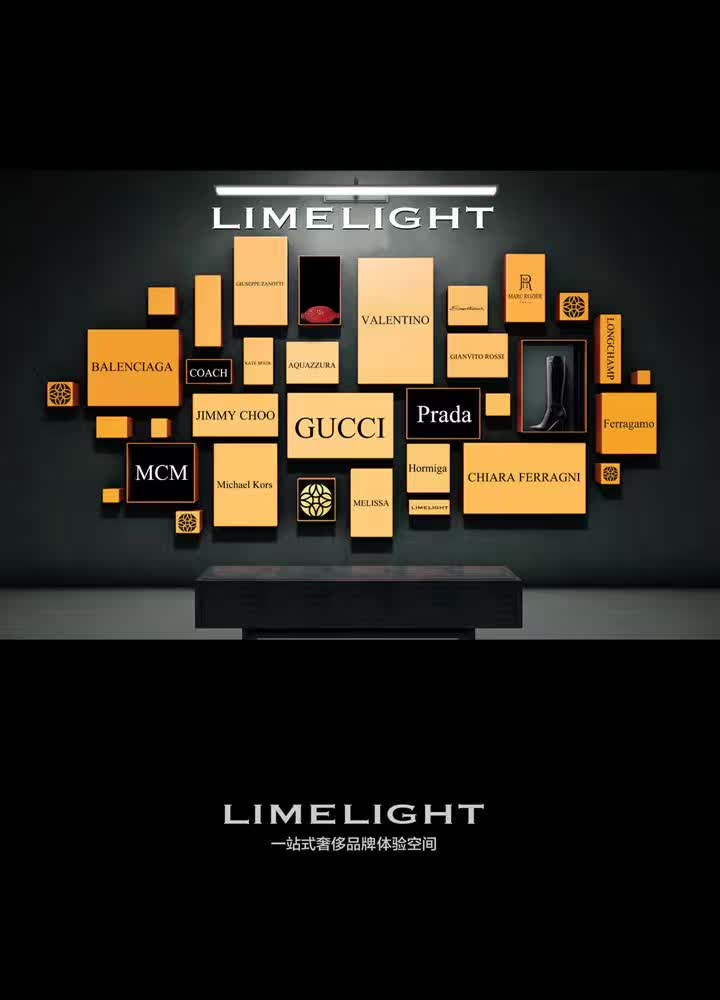 LIMELIGHT
GIUSEPPE ZANOTTI
VALENTINO
MARC ROZIER
LONGCHAMP
BALENCIAGA
COACH
KATE SPADE
AQUAZZURA
GIANVITO ROSSI
JIMMY CHOO
GUCCI
Prada
Ferragamo
MCM
Michael Kors
MELISSA
Hormiga
LIMELIGHT
CHIARA FERRAGNI
LIMELIGHT
一站式奢侈品牌体验空间